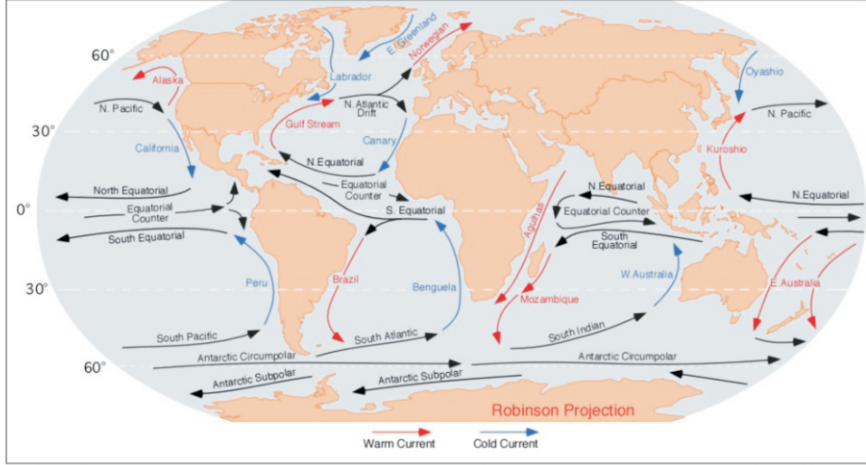 60°
E. Greenland
Norwegian
Labrador
Alaska
Oyashio
N. Pacific
N. Atlantic
Drift
N. Pacific
30°
Gulf Stream
California
Canary
Kuroshio
N.Equatorial
North Equatorial
Equatorial
Counter
N.Equatorial
N.Equatorial
0°
Equatorial
Counter
S. Equatorial
Equatorial Counter
South Equatorial
Agulhas
South
Equatorial
30°
Peru
Brazil
Benguela
Mozambique
W.Australia
E.Australia
South Pacific
South Atlantic
South Indian
60°
Antarctic Circumpolar
Antarctic Circumpolar
Antarctic Subpolar
Antarctic Subpolar
Robinson Projection
Warm Current
Cold Current